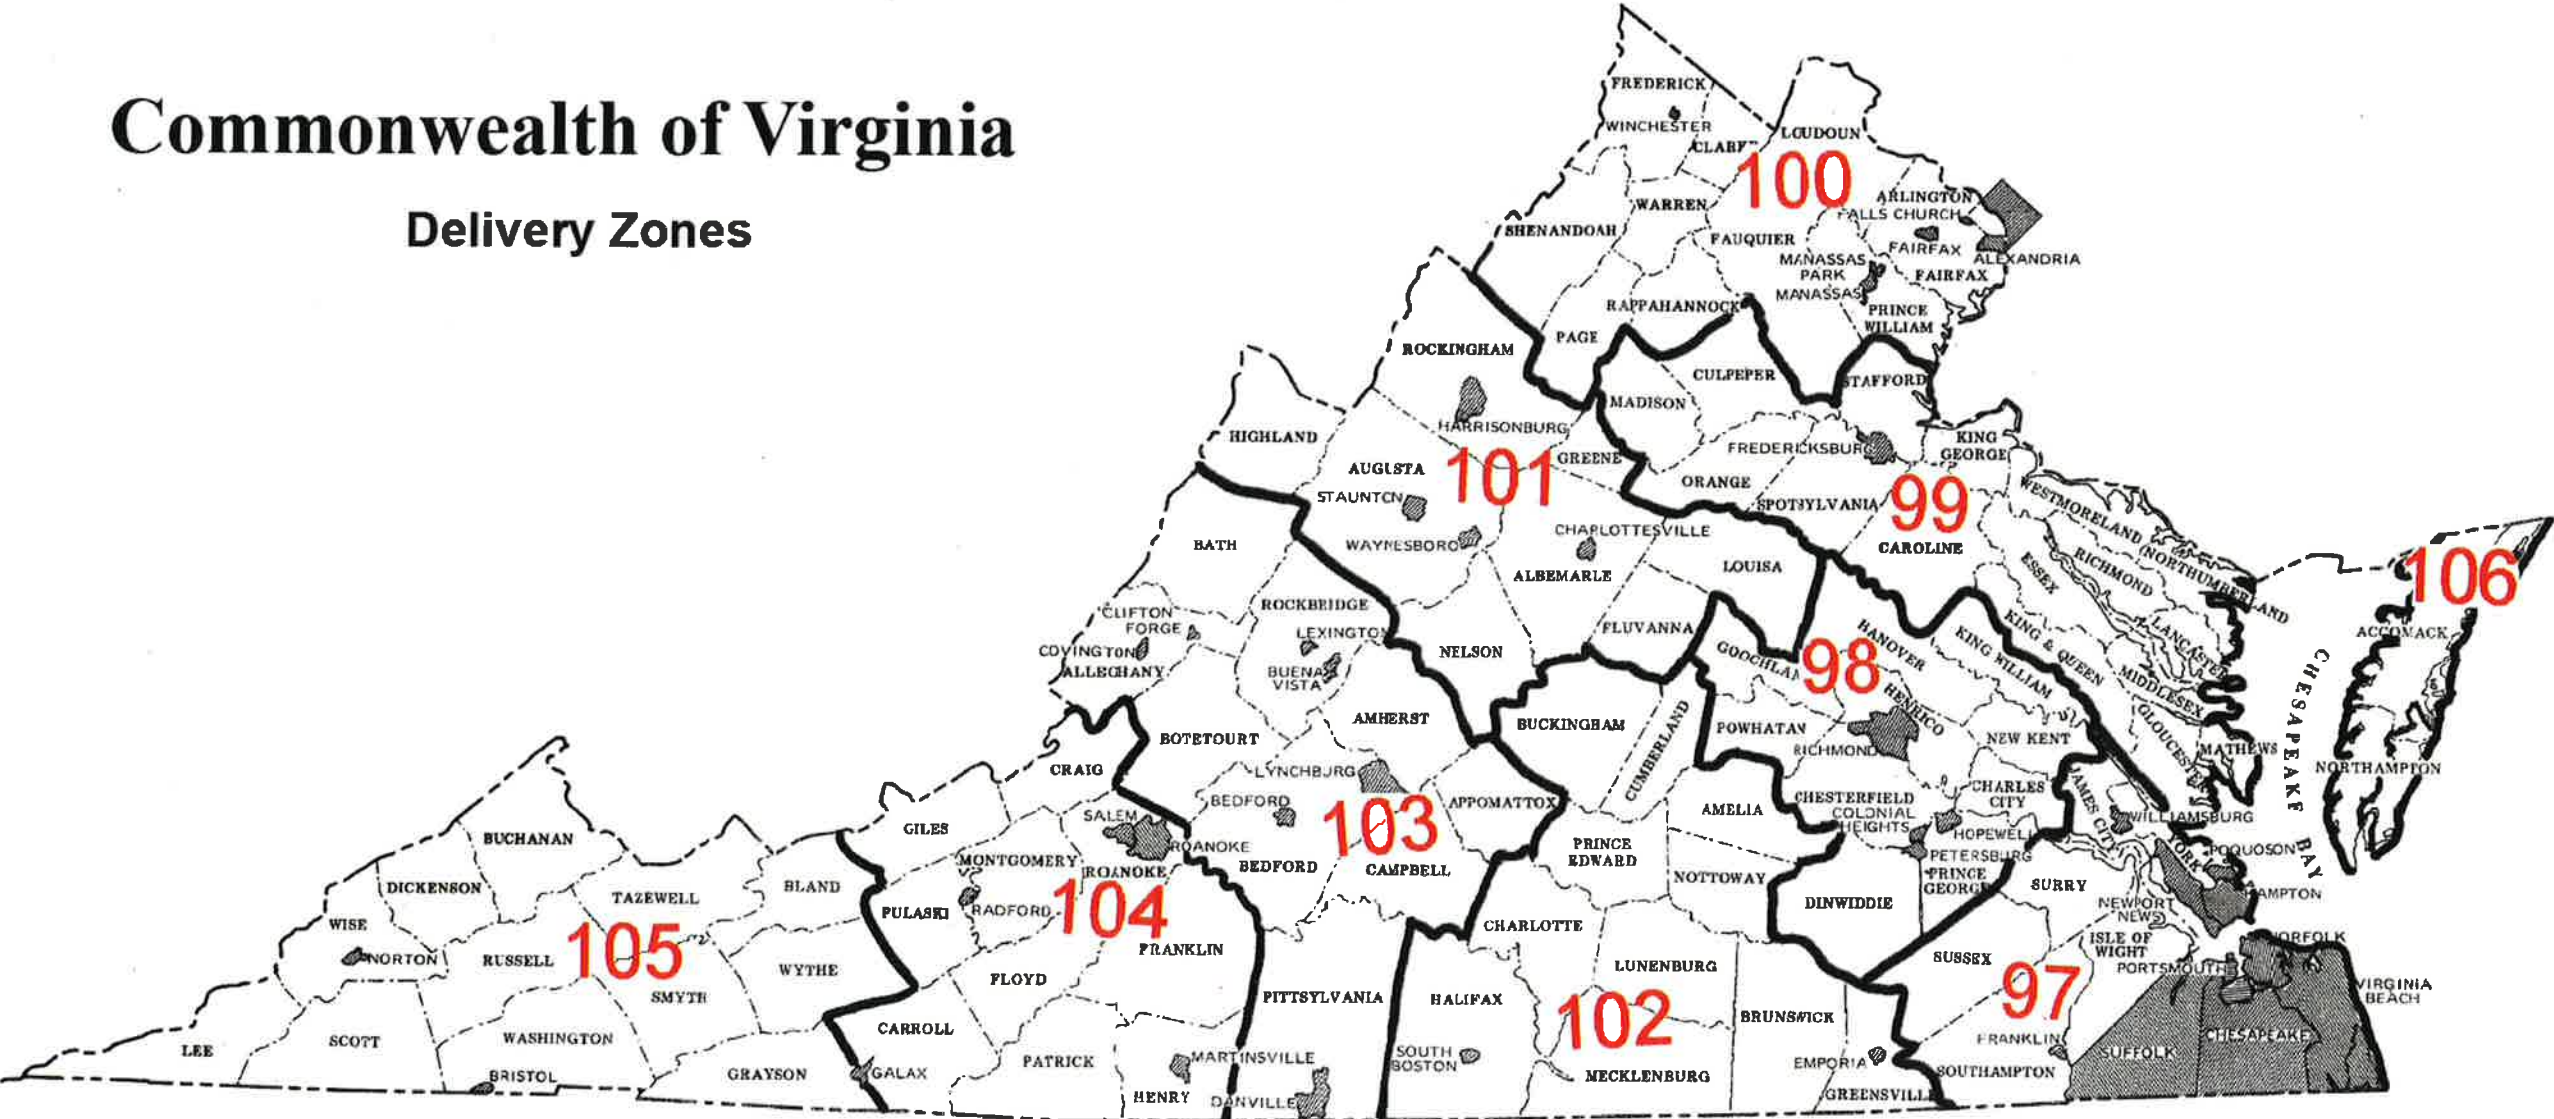 Commonwealth of Virginia
Delivery Zones
FREDERICK
WINCHESTER
LOUDOUN
100
ARLINGTON
WARREN
SHENANDOAH
FAUQUIER
FAIRFAX
ALEXANDRIA
MANASSAS
PARK
FAIRFAX
MANASSAS
RAPPAHANNOCK
PRINCE
WILLIAM
PAGE
ROCKINGHAM
CULPEPER
STAFFORD
MADISON
HARRISONBURG
HIGHLAND
KING
GEORGE
FREDERICKSBURG
GREENE
AUGUSTA
101
ORANGE
STAUNTON
SPOTSYLVANIA
99
WESTMORELAND
CHARLOTTESVILLE
WAYNESBORO
BATH
CAROLINE
NORTHUMBERLAND
RICHMOND
ESSEX
LOUISA
ALBEMARLE
106
CLIFTON
FORGE
ROCKBRIDGE
LEXINGTON
FLUVANNA
HANOVER
KING WILLIAM
KING & QUEEN
LANCASTER
ACCOMACK
COVINGTON
ALLEGHANY
BUENA
VISTA
NELSON
98
HENRICO
MIDDLESEX
CHESAPEAKE BAY
AMHERST
BUCKINGHAM
CUMBERLAND
POWHATAN
RICHMOND
NEW KENT
GLOUCESTER
MATHEWS
NORTHAMPTON
BOTETOURT
CRAIG
LYNCHBURG
BEDFORD
103
APPOMATTOX
AMELIA
CHESTERFIELD
COLONIAL
HEIGHTS
CHARLES
CITY
JAMES CITY
WILLIAMSBURG
HOPEWELL
BUCHANAN
GILES
SALEM
ROANOKE
BEDFORD
CAMPBELL
PRINCE
EDWARD
PETERSBURG
YORK
POQUOSON
DICKENSON
TAZEWELL
BLAND
MONTGOMERY
ROANOKE
NOTTOWAY
PRINCE
GEORGE
SURRY
HAMPTON
PULASKI
RADFORD
104
DINWIDDIE
NEWPORT
NEWS
WISE
NORTON
RUSSELL
105
WYTHE
FRANKLIN
CHARLOTTE
SUSSEX
ISLE OF
WIGHT
NORFOLK
PORTSMOUTH
FLOYD
LUNENBURG
97
VIRGINIA
BEACH
SMYTH
PITTSYLVANIA
HALIFAX
102
BRUNSWICK
CARROLL
LEE
SCOTT
WASHINGTON
FRANKLIN
CHESAPEAKE
SUFFOLK
PATRICK
MARTINSVILLE
SOUTH
BOSTON
EMPORIA
BRISTOL
GRAYSON
GALAX
MECKLENBURG
SOUTHAMPTON
HENRY
DANVILLE